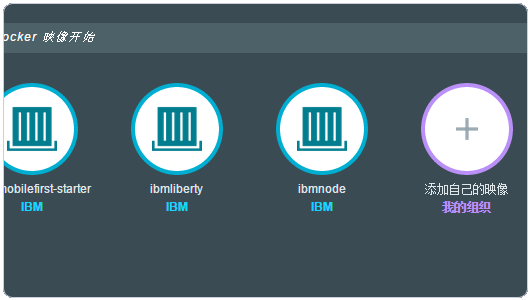 ocker 映像开始
mobilefirst-starter
IBM
ibmliberty
IBM
ibmnode
IBM
添加自己的映像
我的组织